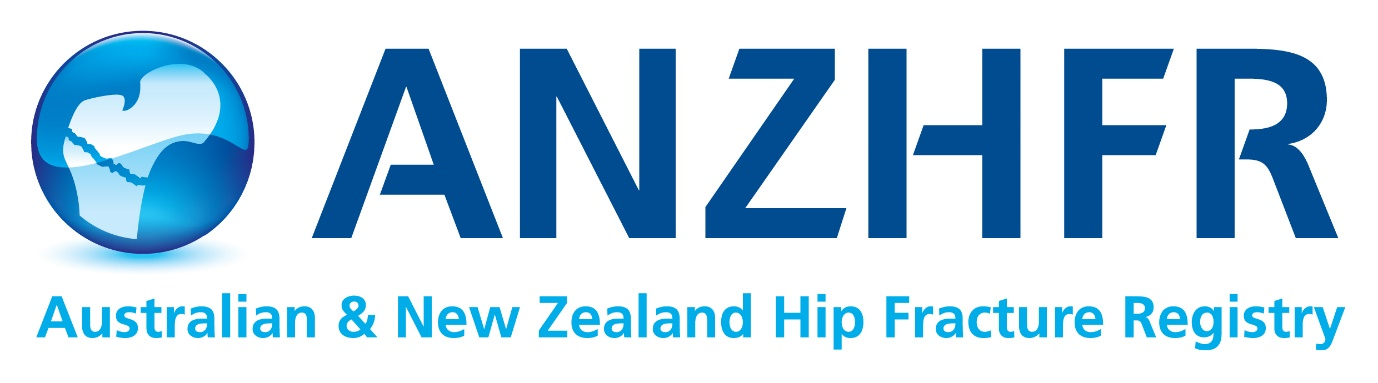 ANZHFR
Australian & New Zealand Hip Fracture Registry